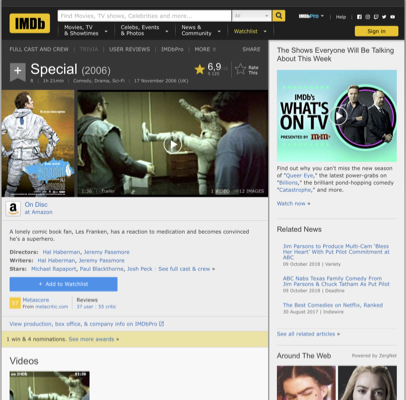 IMDb
Find Movies, TV shows, Celebrities and more...
All
IMDbPro
Help
Movies, TV
& Showtimes
Celebs, Events
& Photos
News &
Community
Watchlist
Sign in
FULL CAST AND CREW | TRIVIA | USER REVIEWS | IMDbPro | MORE
SHARE
Special (2006)
1h 21min | Comedy, Drama, Sci-Fi | 17 November 2006 (UK)
6,9
Rate
This
1:36 | Trailer
1 VIDEO
12 IMAGES
On Disc
at Amazon
A lonely comic book fan, Les Franken, has a reaction to medication and becomes convinced
he's a superhero.
Directors: Hal Haberman, Jeremy Passmore
Writers: Hal Haberman, Jeremy Passmore
Stars: Michael Rapaport, Paul Blackthorne, Josh Peck | See full cast & crew »
+ Add to Watchlist
Metascore
From metacritic.com
Reviews
37 user | 55 critic
View production, box office, & company info on IMDbPro
1 win & 4 nominations. See more awards »
Videos
The Shows Everyone Will Be Talking
About This Week
IMDb's
WHAT'S
ON TV
PRESENTED BY M&M'S
Find out why you can't miss the new season
of "Queer Eye," the latest power-grabs on
"Billions," the brilliant pond-hopping comedy
"Catastrophe," and more.
Watch now »
Related News
Jim Parsons to Produce Multi-Cam 'Bless
Her Heart' With Put Pilot Commitment at
ABC
09 October 2018 | Variety
ABC Nabs Texas Family Comedy From
Jim Parsons & Chuck Tatham As Put Pilot
09 October 2018 | Deadline
The Best Comedies on Netflix, Ranked
30 August 2017 | Indiewire
See all related articles »
Around The Web
Powered by ZergNet